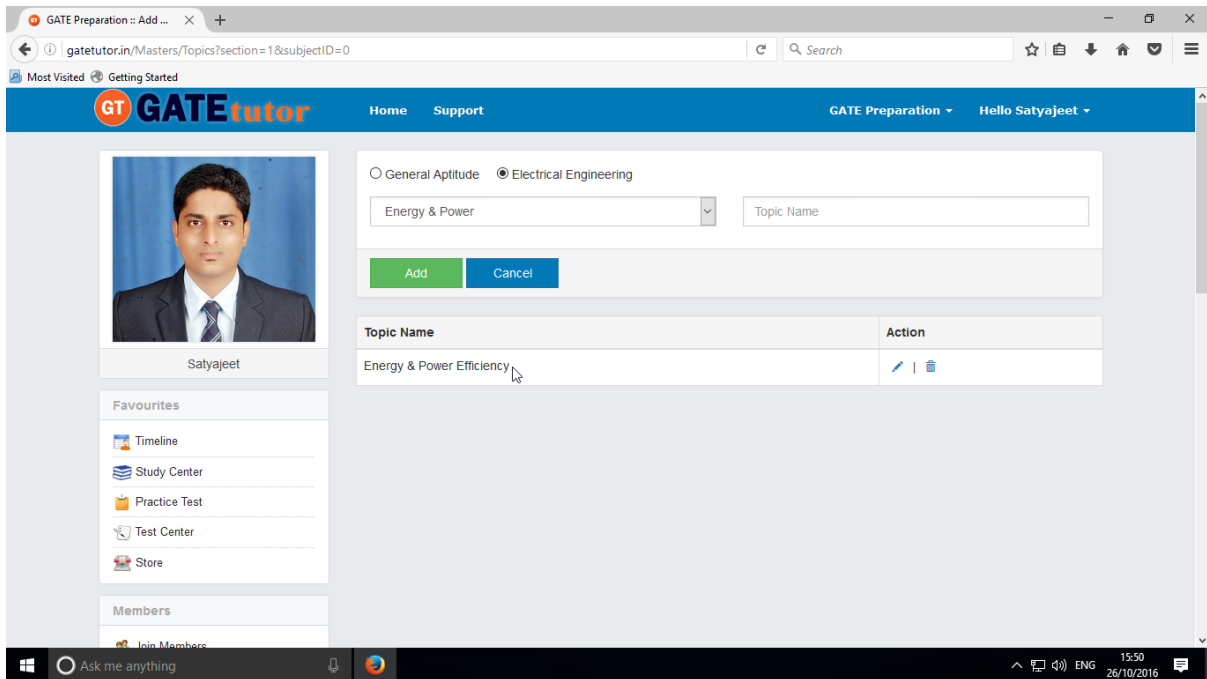 GATE Preparation :: Add ...
gatetutor.in/Masters/Topics?section=1&subjectID=0
Search
Most Visited Getting Started
GT GATEtutor Home Support GATE Preparation Hello Satyajeet
General Aptitude Electrical Engineering
Energy & Power Topic Name
Add Cancel
Topic Name Action
Energy & Power Efficiency |
Satyajeet
Favourites
Timeline
Study Center
Practice Test
Test Center
Store
Members
Join Members
Ask me anything
ENG 15:50
26/10/2016